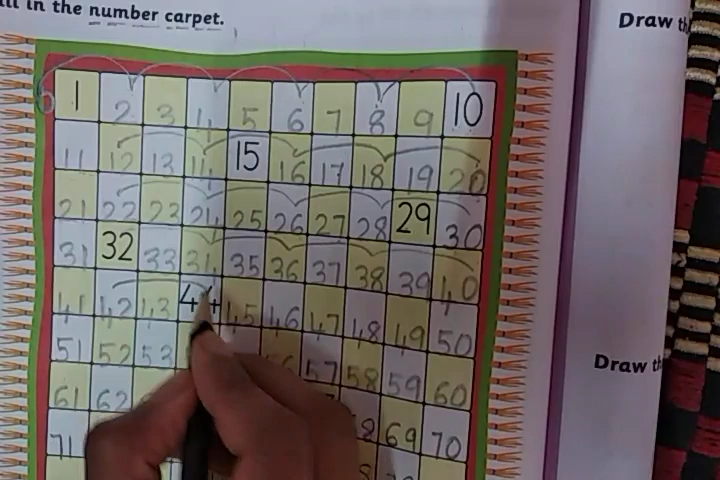 in the number carpet.
Draw th
1 2 3 4 5 6 7 8 9 10
11 12 13 14 15 16 17 18 19 20
21 22 23 24 25 26 27 28 29 30
31 32 33 34 35 36 37 38 39 40
41 42 43 44 45 46 47 48 49 50
51 52 53 57 58 59 60
Draw th
61 62 69 70
71